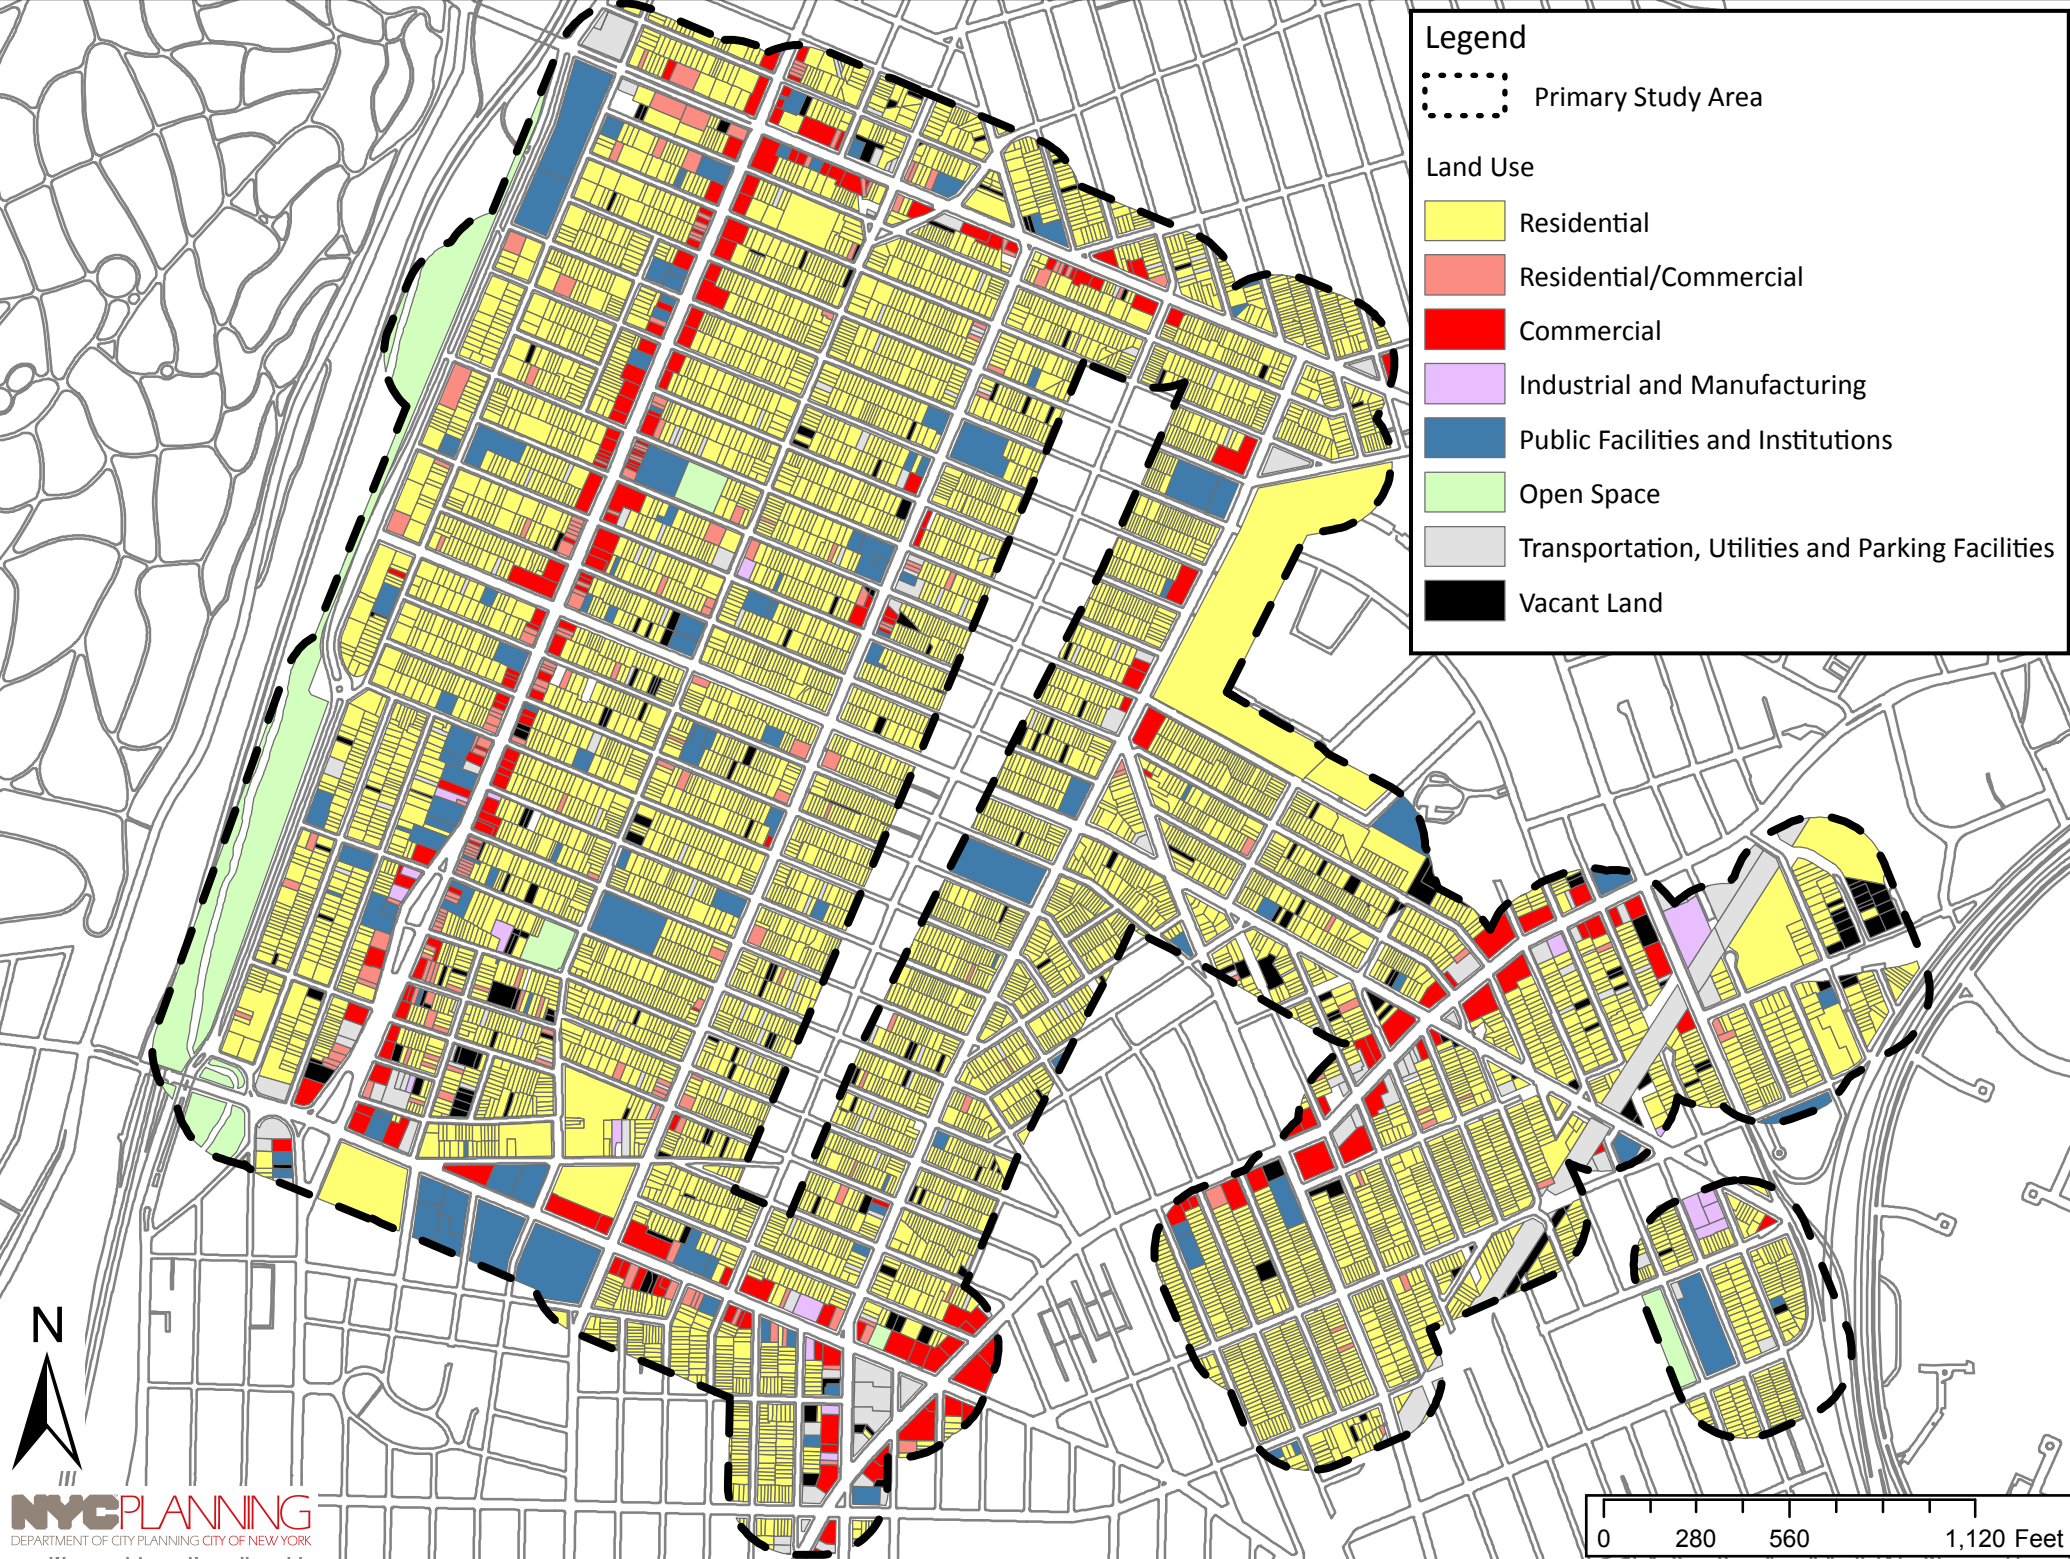 Legend
Primary Study Area
Land Use
Residential
Residential/Commercial
Commercial
Industrial and Manufacturing
Public Facilities and Institutions
Open Space
Transportation, Utilities and Parking Facilities
Vacant Land
N
NYCPLANNING
DEPARTMENT OF CITY PLANNING CITY OF NEW YORK
0 280 560 1,120 Feet